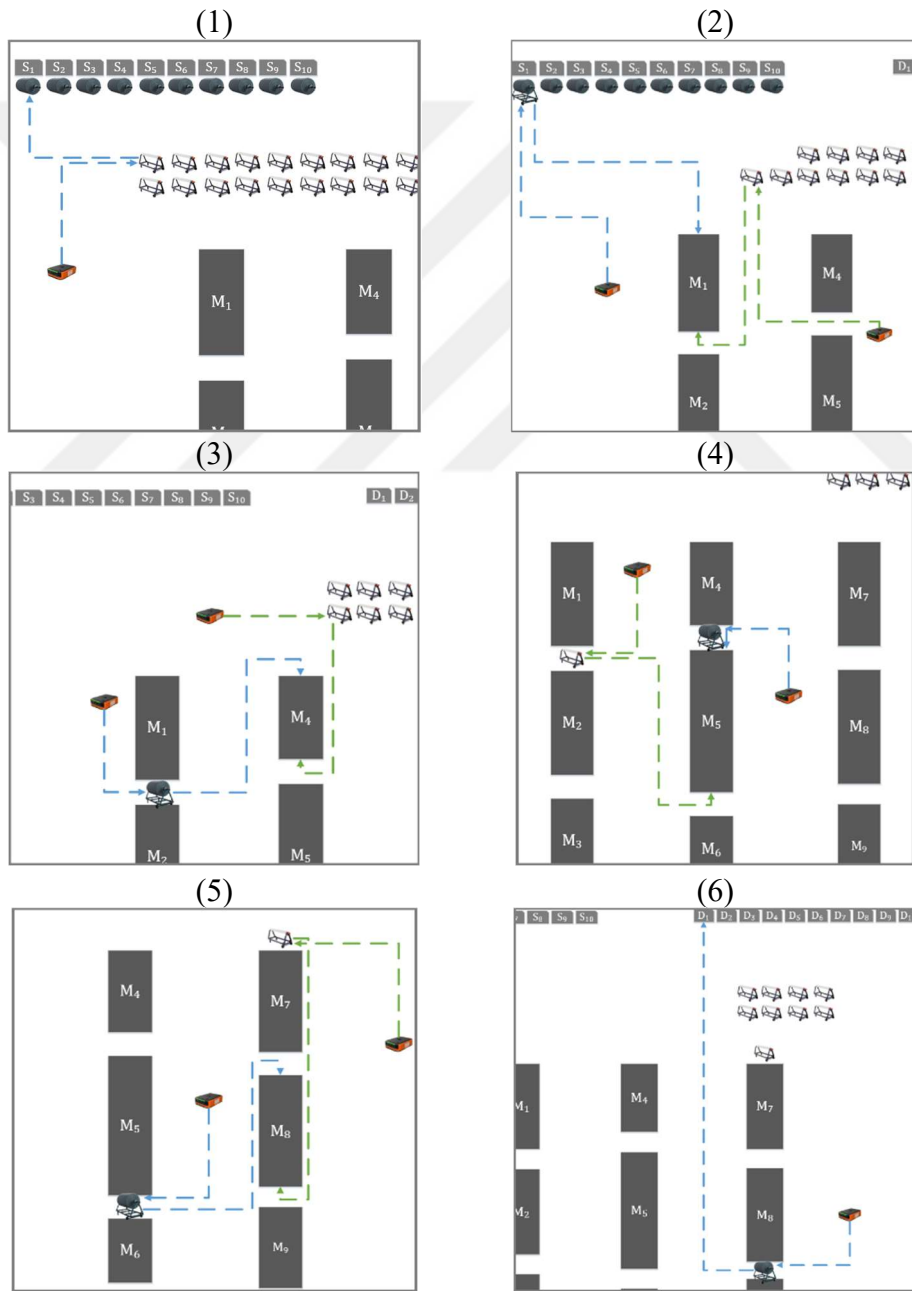 (1)
S₁ S₂ S₃ S₄ S₅ S₆ S₇ S₈ S₉ S₁₀
M₁ M₄
(2)
S₁ S₂ S₃ S₄ S₅ S₆ S₇ S₈ S₉ S₁₀ D₁
M₁ M₄
M₂ M₅
(3)
S₃ S₄ S₅ S₆ S₇ S₈ S₉ S₁₀ D₁ D₂
M₁ M₄
M₂ M₅
(4)
M₁ M₄ M₇
M₂ M₅ M₈
M₃ M₆ M₉
(5)
M₄ M₇
M₅ M₈
M₆ M₉
(6)
S₈ S₉ S₁₀ D₁ D₂ D₃ D₄ D₅ D₆ D₇ D₈ D₉
M₁ M₄ M₇
M₂ M₅ M₈